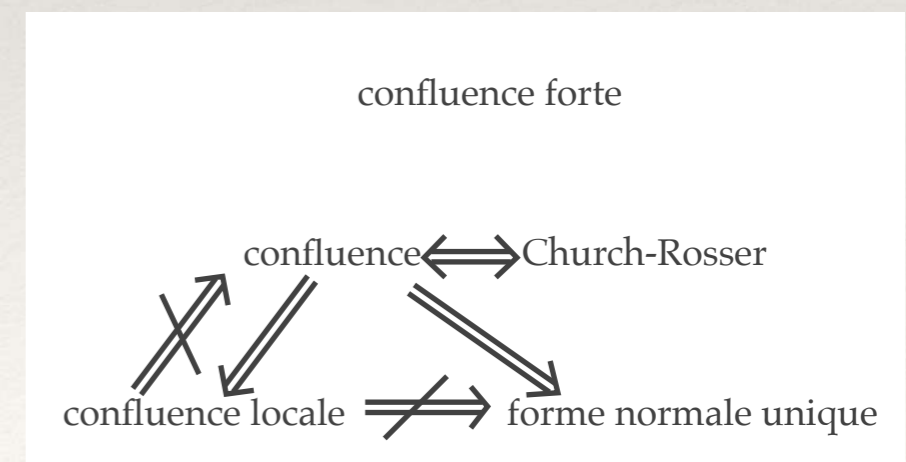 confluence forte
confluence Church-Rosser
confluence locale forme normale unique